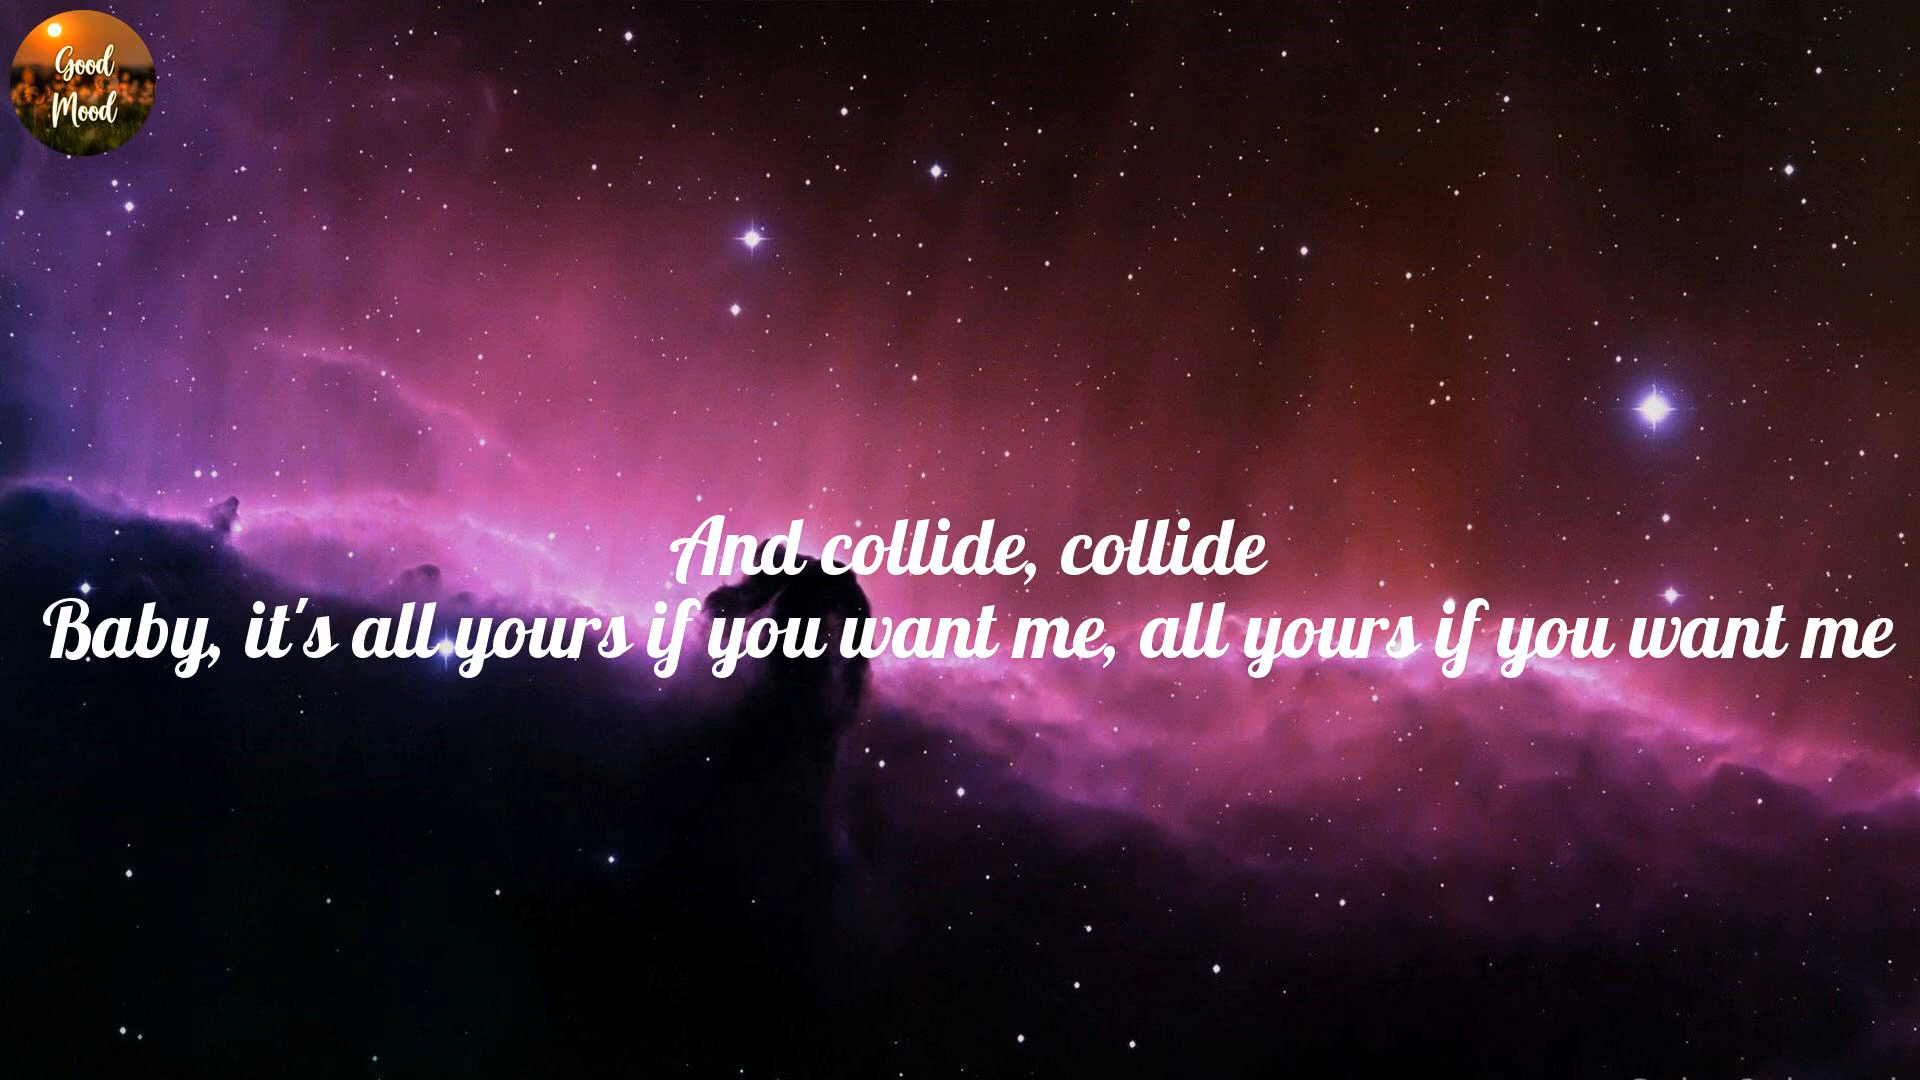 Good
Mood
And collide, collide
Baby, it's all yours if you want me, all yours if you want me